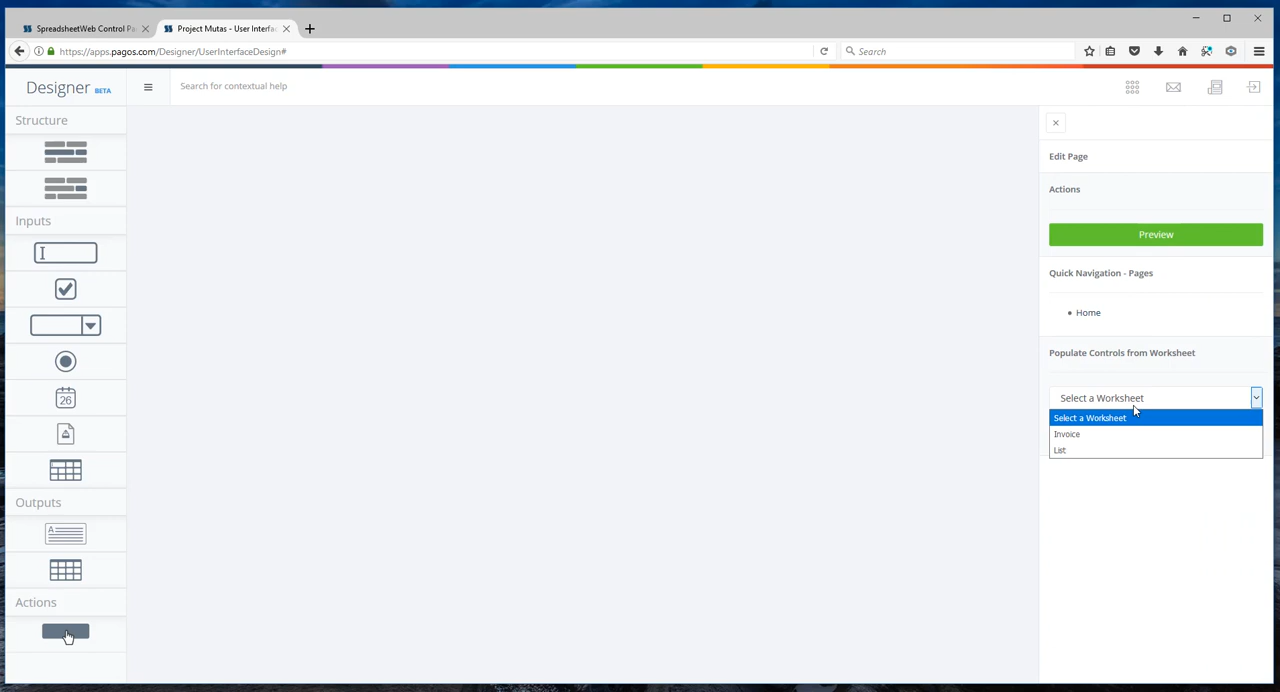 SpreadsheetWeb Control Pa
Project Mutas - User Interfac
https://apps.pagos.com/Designer/UserInterfaceDesign#
Search
Designer BETA
Search for contextual help
Structure
Inputs
26
Outputs
A
Actions
Edit Page
Actions
Preview
Quick Navigation - Pages
Home
Populate Controls from Worksheet
Select a Worksheet
Select a Worksheet
Invoice
List